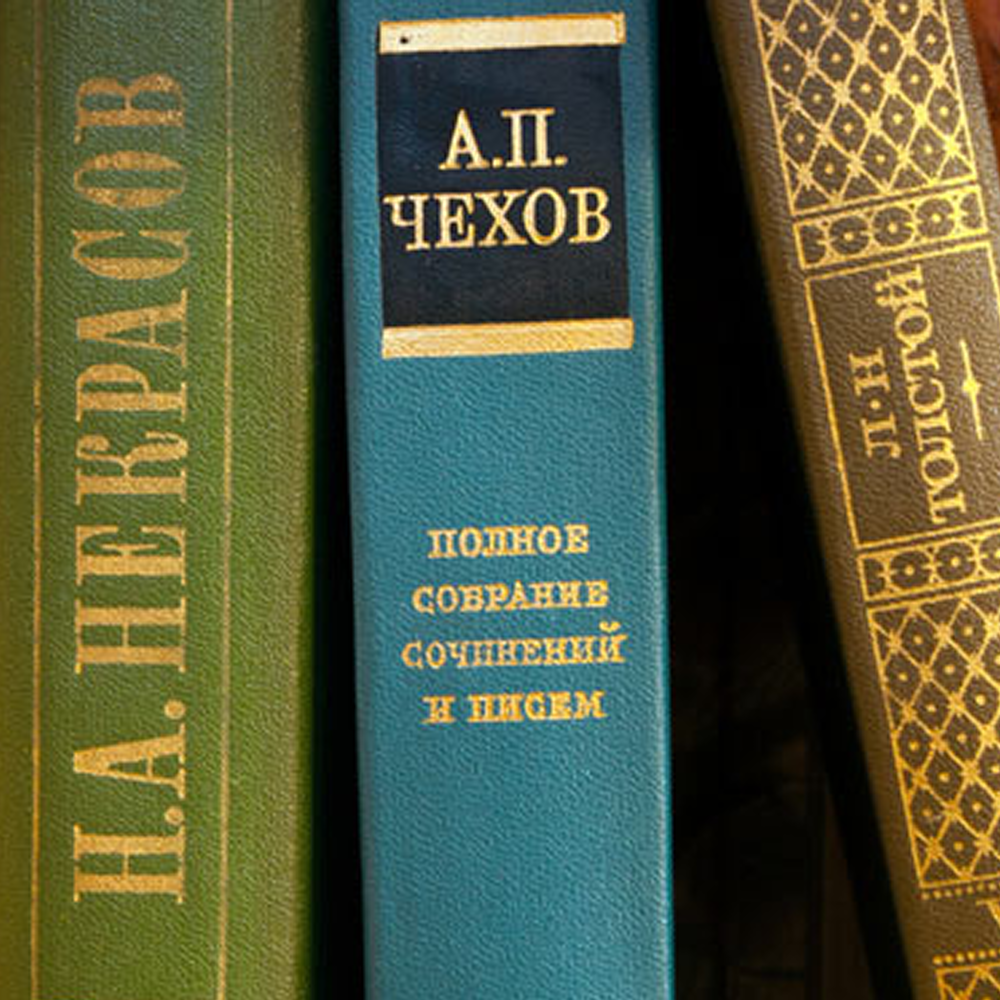 Н.А. НЕКРАСОВ
А.П.
ЧЕХОВ
ПОЛНОЕ
СОБРАНИЕ
СОЧИНЕНИЙ
И ПИСЕМ
Л·Н
ТОЛСТОЙ